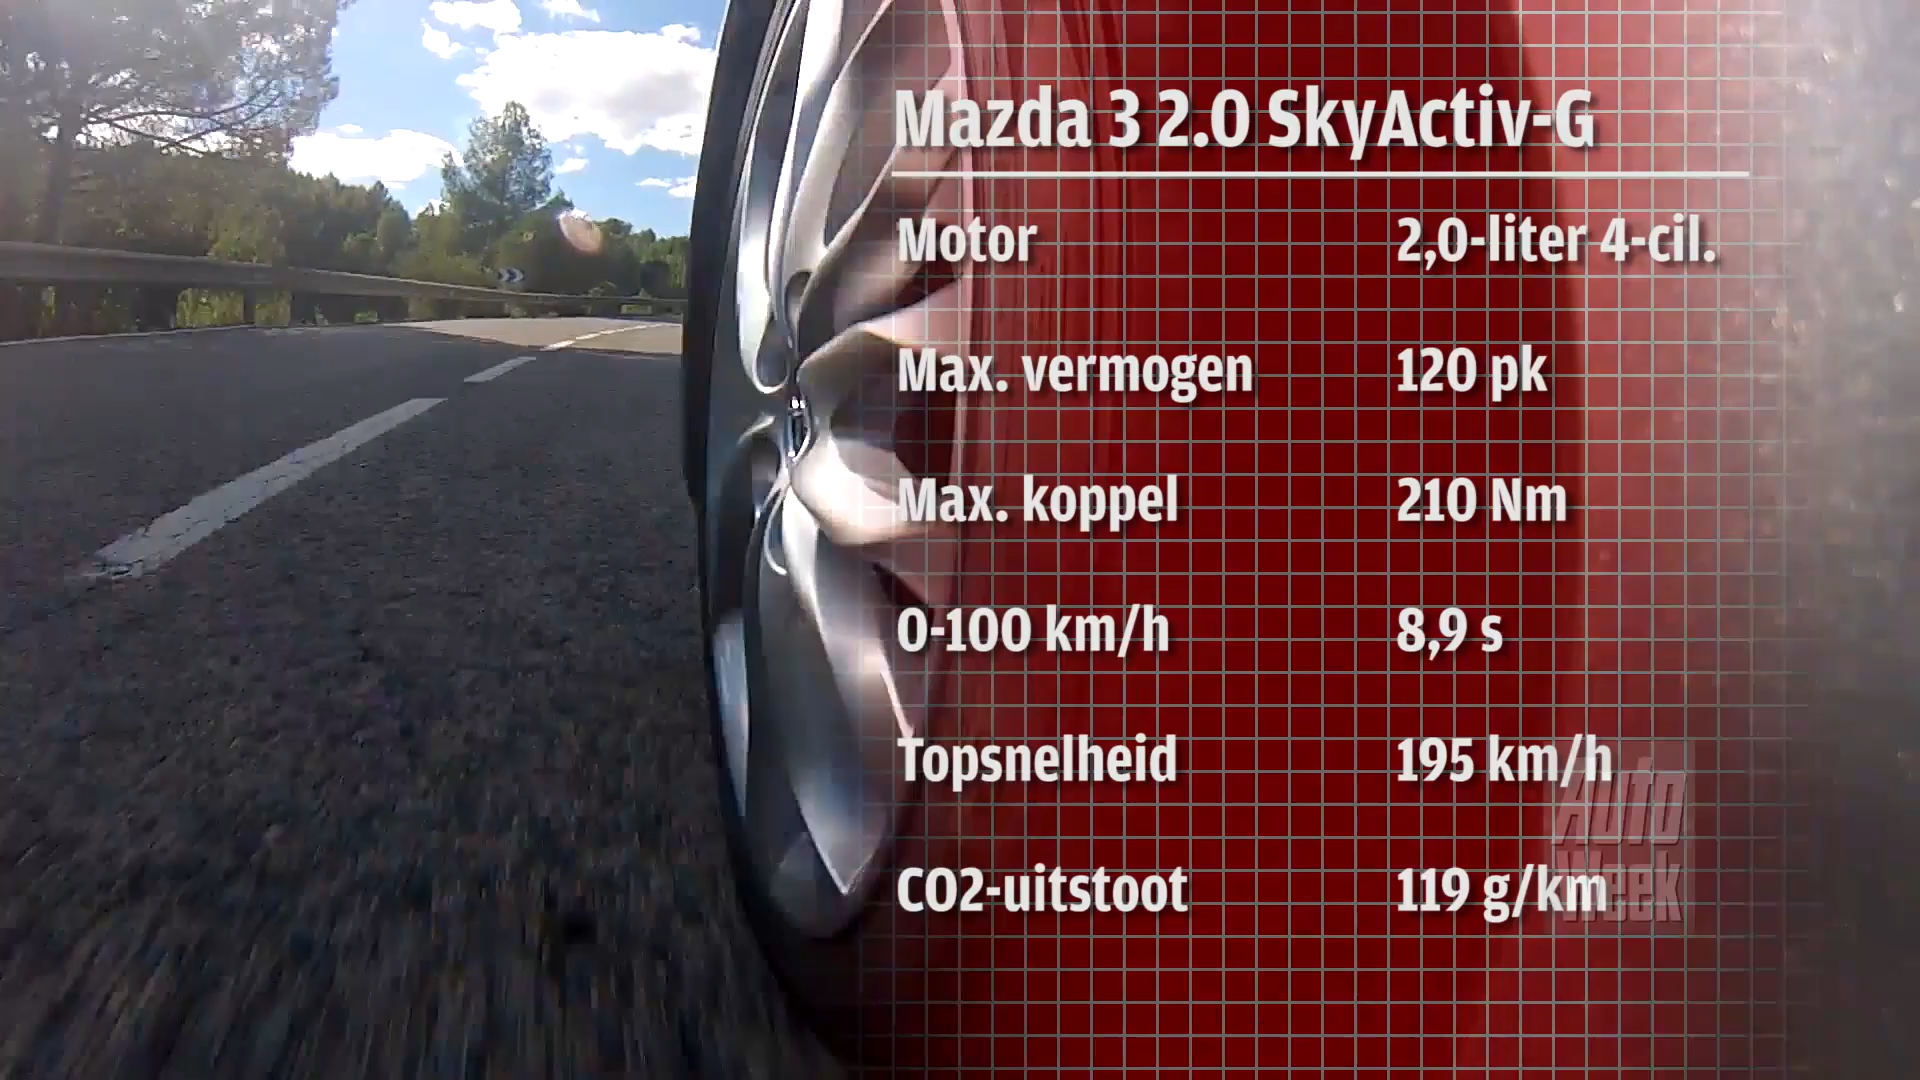 Mazda 3 2.0 SkyActiv-G
Motor 2,0-liter 4-cil.
Max. vermogen 120 pk
Max. koppel 210 Nm
0-100 km/h 8,9 s
Topsnelheid 195 km/h
CO2-uitstoot 119 g/km
Auto
Week